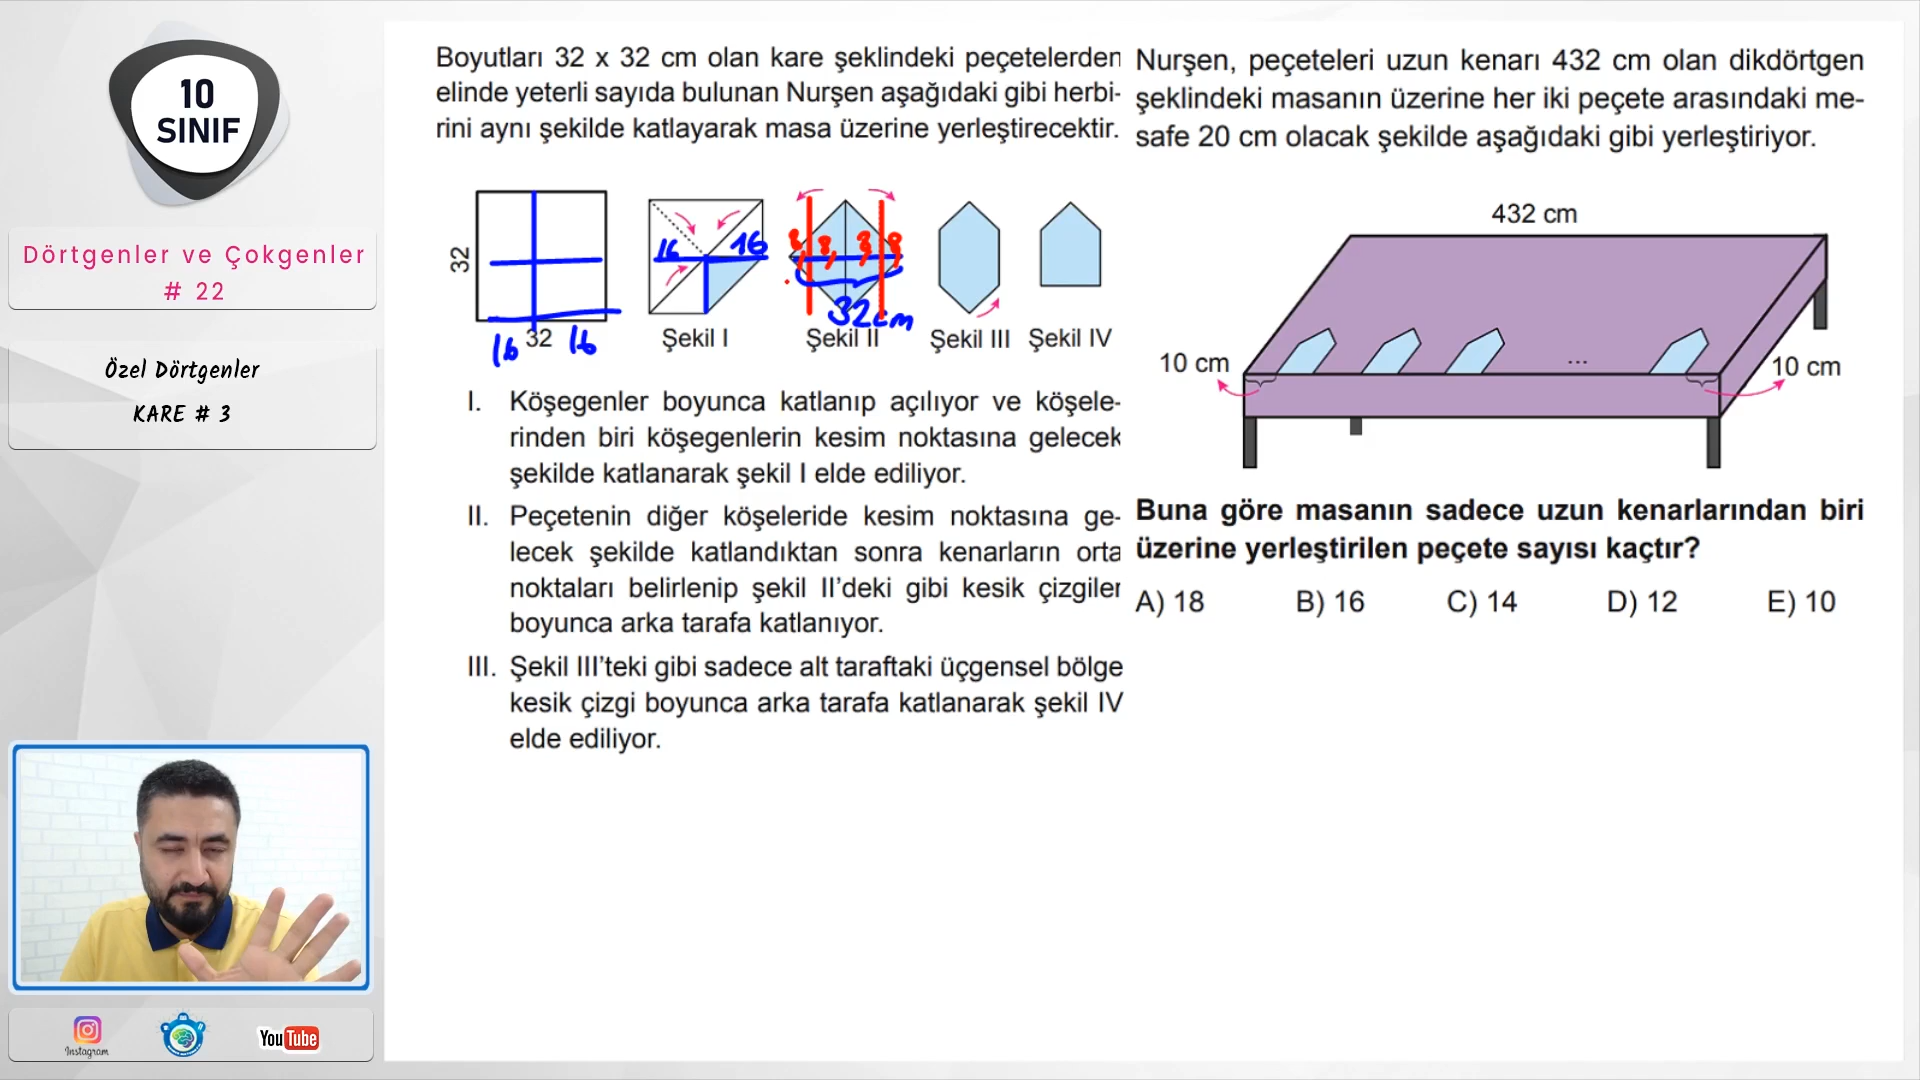 10
SINIF
Dörtgenler ve Çokgenler
# 22
Özel Dörtgenler
KARE # 3
Instagram
You Tube
Boyutları 32 x 32 cm olan kare şeklindeki peçetelerden
elinde yeterli sayıda bulunan Nurşen aşağıdaki gibi herbi-
rini aynı şekilde katlayarak masa üzerine yerleştirecektir.
32
32
16 16
16 16
Şekil I
8 8 8 8
32cm
Şekil II
Şekil III
Şekil IV
I. Köşegenler boyunca katlanıp açılıyor ve köşele-
rinden biri köşegenlerin kesim noktasına gelecek
şekilde katlanarak şekil I elde ediliyor.
II. Peçetenin diğer köşeleride kesim noktasına ge-
lecek şekilde katlandıktan sonra kenarların orta
noktaları belirlenip şekil II’deki gibi kesik çizgiler
boyunca arka tarafa katlanıyor.
III. Şekil III’teki gibi sadece alt taraftaki üçgensel bölge
kesik çizgi boyunca arka tarafa katlanarak şekil IV
elde ediliyor.
Nurşen, peçeteleri uzun kenarı 432 cm olan dikdörtgen
şeklindeki masanın üzerine her iki peçete arasındaki me-
safe 20 cm olacak şekilde aşağıdaki gibi yerleştiriyor.
432 cm
10 cm
...
10 cm
Buna göre masanın sadece uzun kenarlarından biri
üzerine yerleştirilen peçete sayısı kaçtır?
A) 18 B) 16 C) 14 D) 12 E) 10